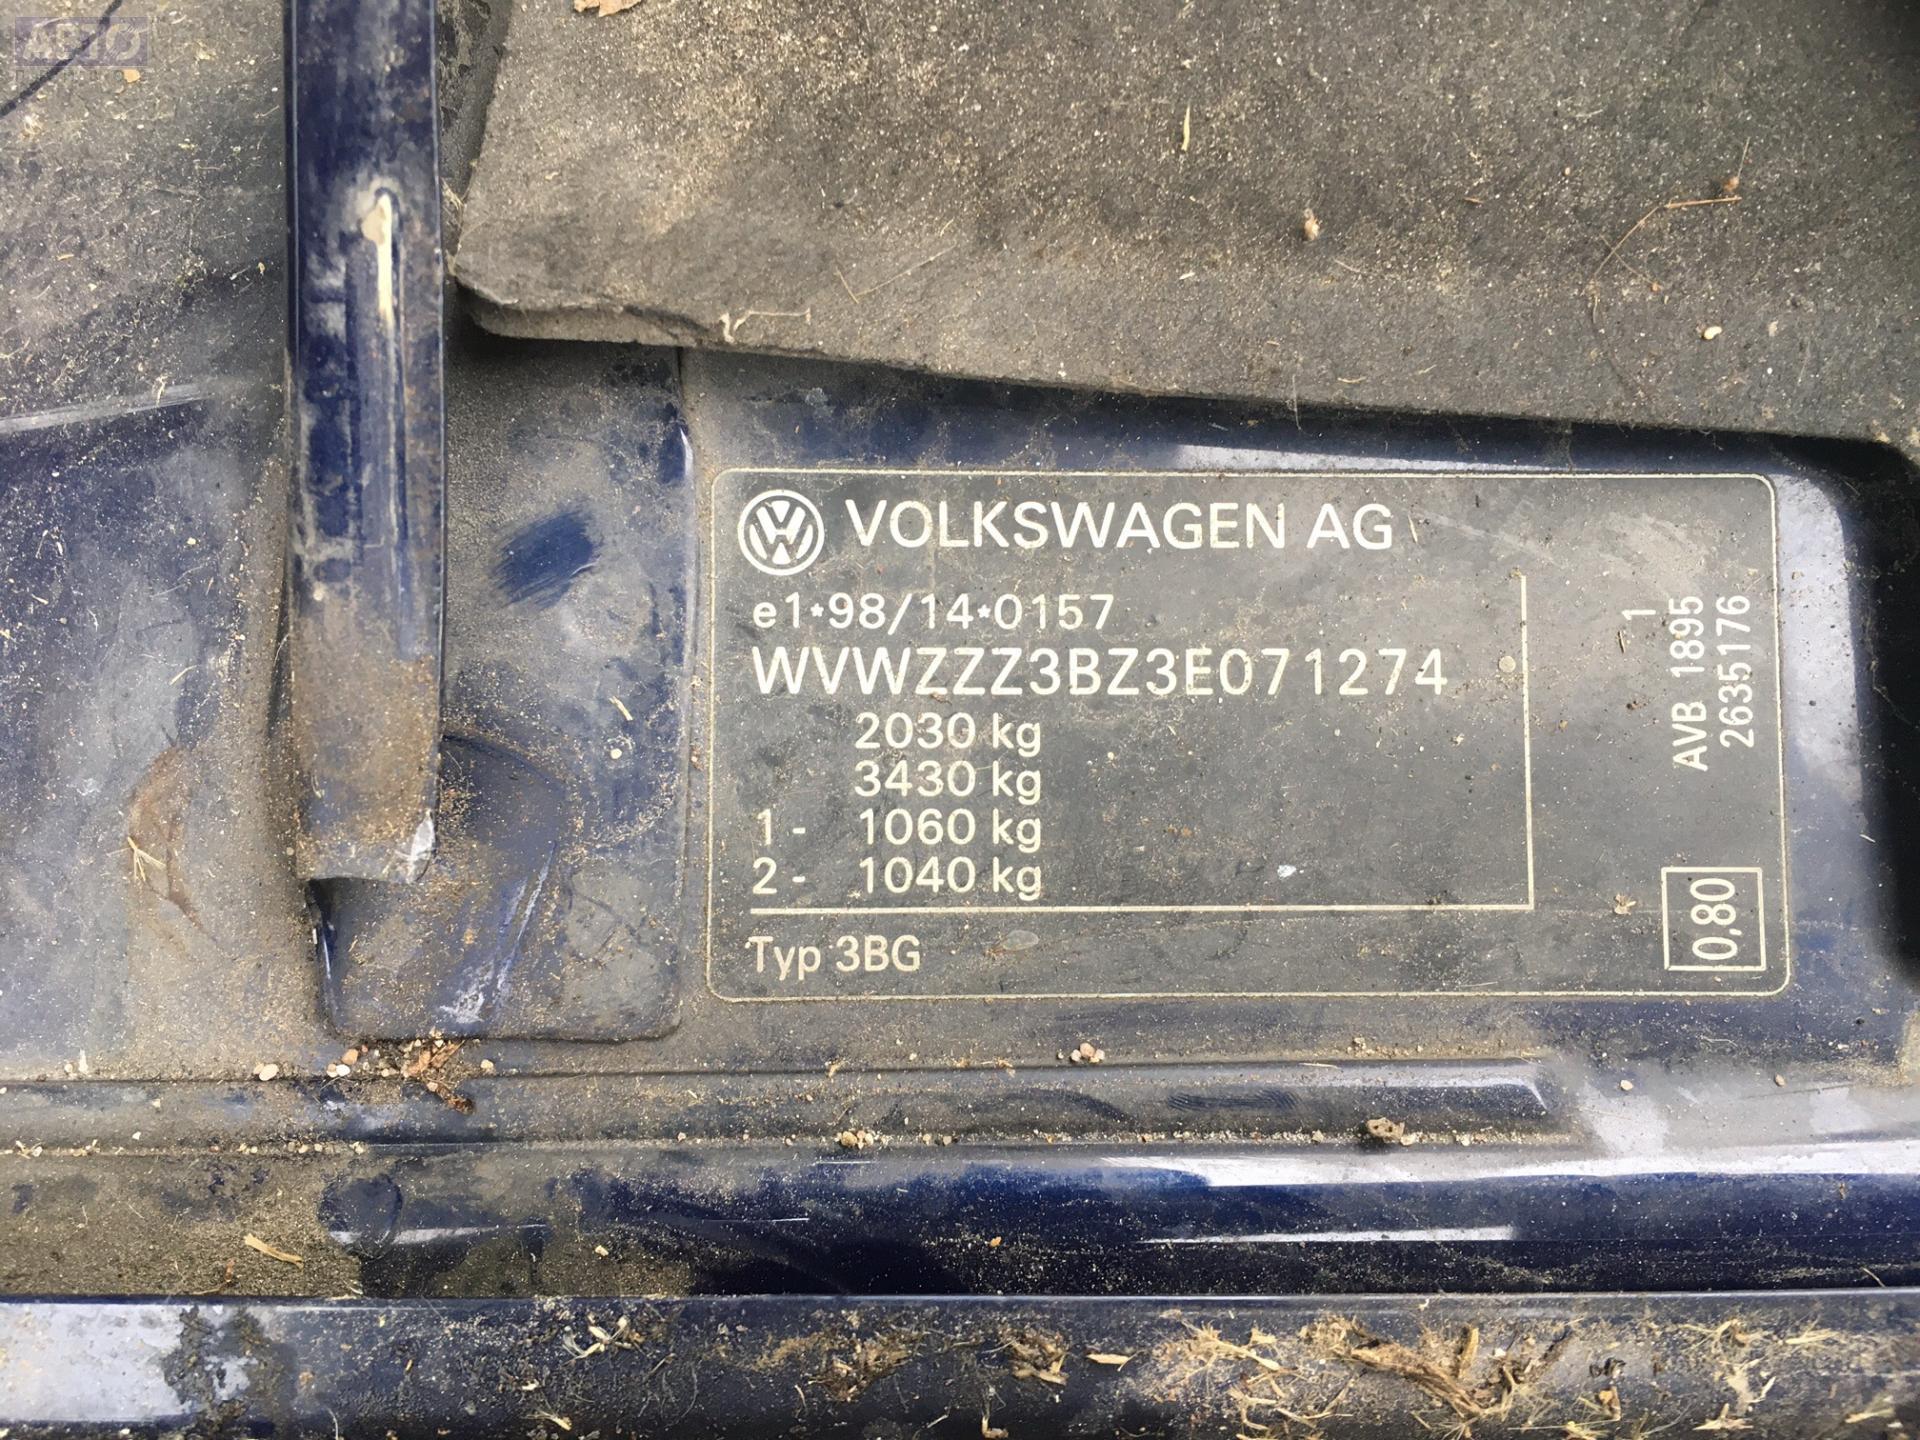 VOLKSWAGEN AG
e1*98/14*0157
WVWZZZ3BZ3E071274
2030 kg
3430 kg
1 - 1060 kg
2 - 1040 kg
Typ 3BG
1
AVB 1895
2635176
0,80